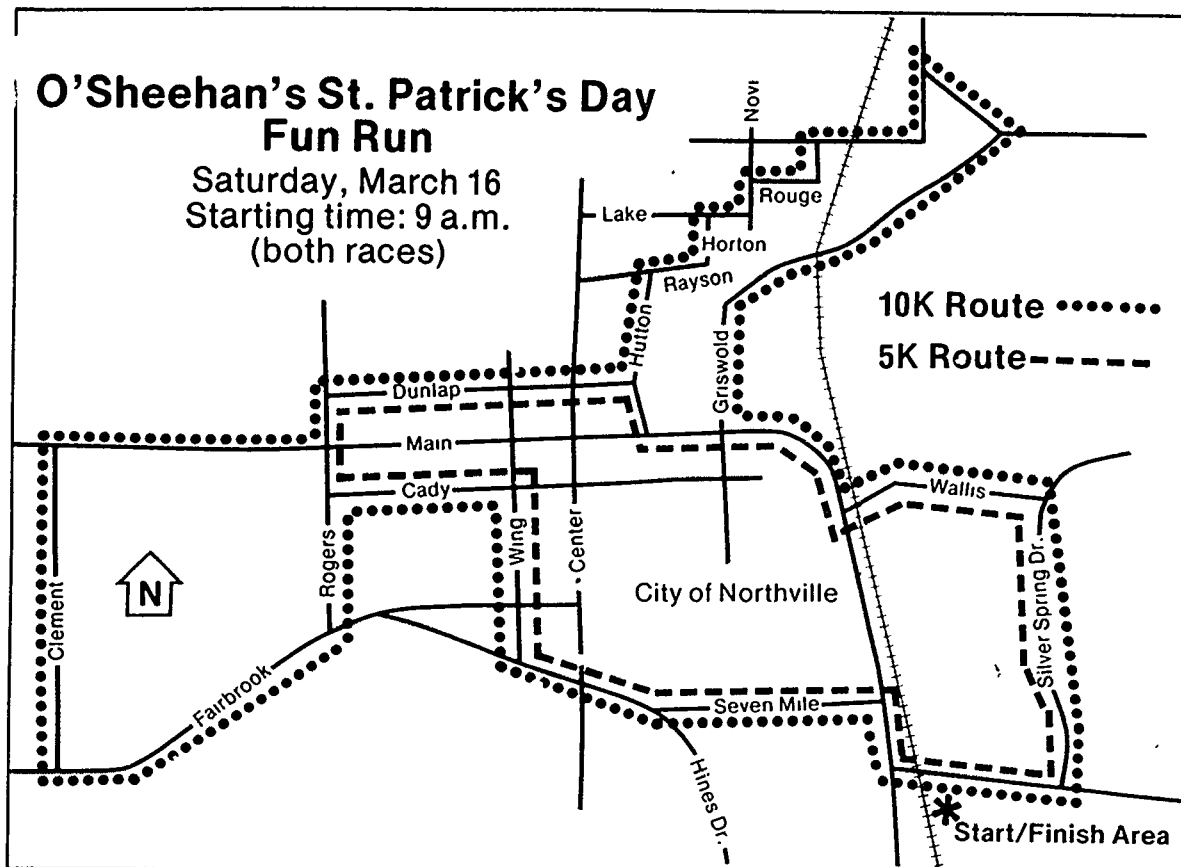 O'Sheehan's St. Patrick's Day
Fun Run
Saturday, March 16
Starting time: 9 a.m.
(both races)
Novi
Rouge
Lake
Horton
Rayson
Hutton
Griswold
10K Route
5K Route
Dunlap
Main
Cady
Wing
Center
Rogers
Clement
N
Wallis
Silver Spring Dr.
City of Northville
Fairbrook
Seven Mile
Hines Dr.
Start/Finish Area